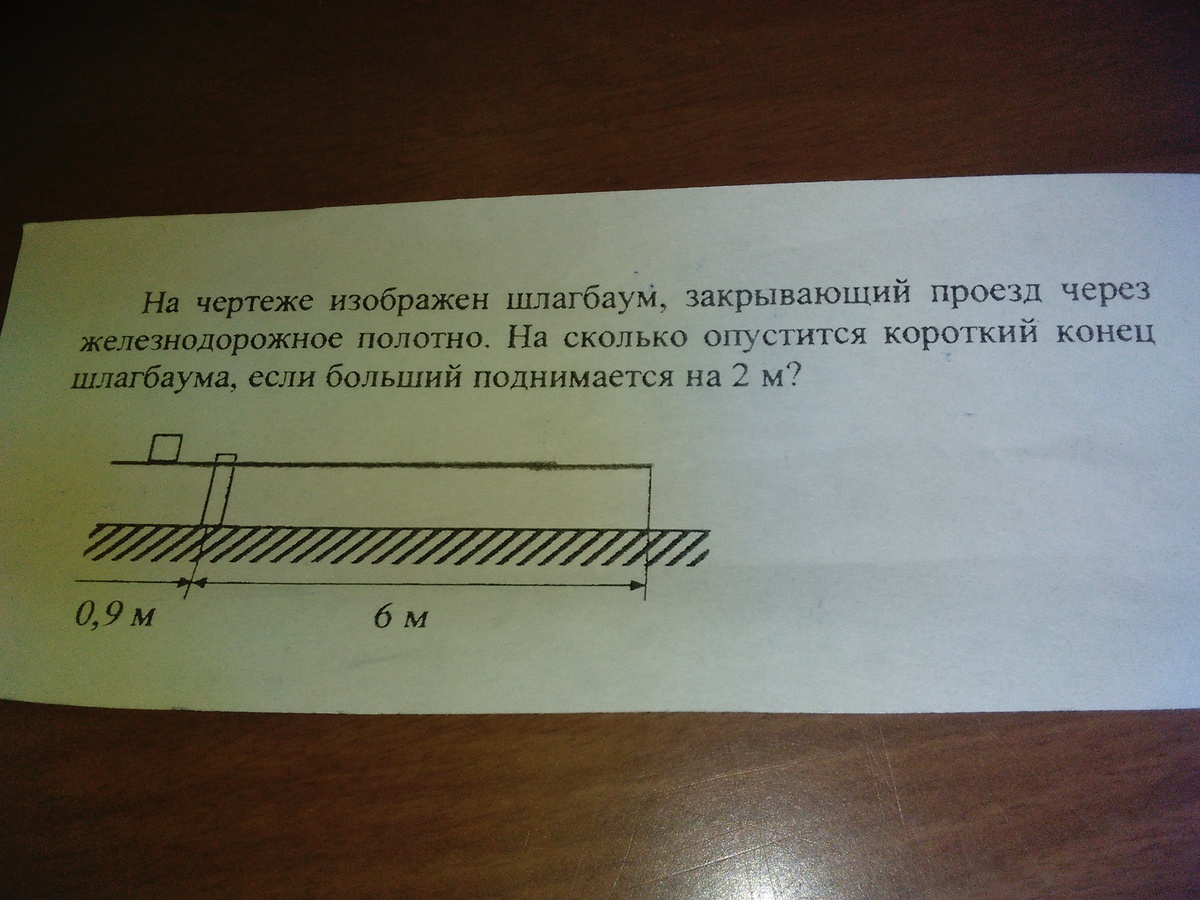 На чертеже изображен шлагбаум, закрывающий проезд через
железнодорожное полотно. На сколько опустится короткий конец
шлагбаума, если больший поднимается на 2 м?
0,9 м 6 м